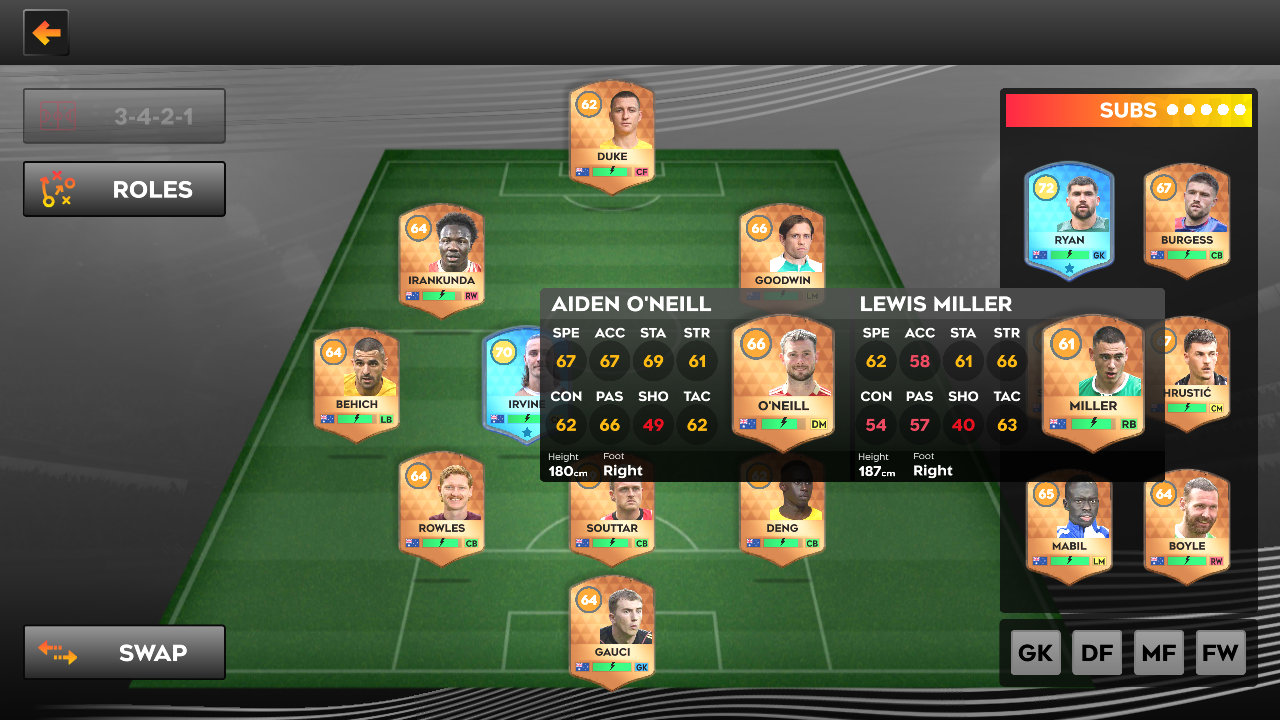 3-4-2-1
ROLES
SWAP
62
DUKE
CF
64
IRANKUNDA
RW
66
GOODWIN
LM
64
BEHICH
LB
70
IRVINE
AIDEN O'NEILL
SPE ACC STA STR
67 67 69 61
CON PAS SHO TAC
62 66 49 62
Height Foot
180cm Right
66
O'NEILL
DM
LEWIS MILLER
SPE ACC STA STR
62 58 61 66
CON PAS SHO TAC
54 57 40 63
Height Foot
187cm Right
61
MILLER
RB
64
ROWLES
CB
SOUTTAR
CB
DENG
CB
64
GAUCI
GK
SUBS
72
RYAN
GK
67
BURGESS
CB
HRUSTIĆ
CM
65
MABIL
LM
64
BOYLE
RW
GK DF MF FW